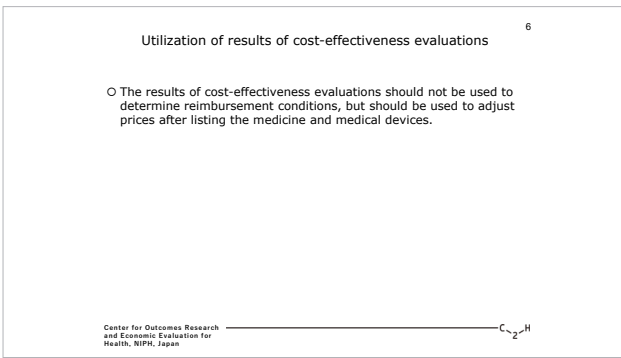 6
Utilization of results of cost-effectiveness evaluations
○ The results of cost-effectiveness evaluations should not be used to
determine reimbursement conditions, but should be used to adjust
prices after listing the medicine and medical devices.
Center for Outcomes Research
and Economic Evaluation for
Health, NIPH, Japan
C2H